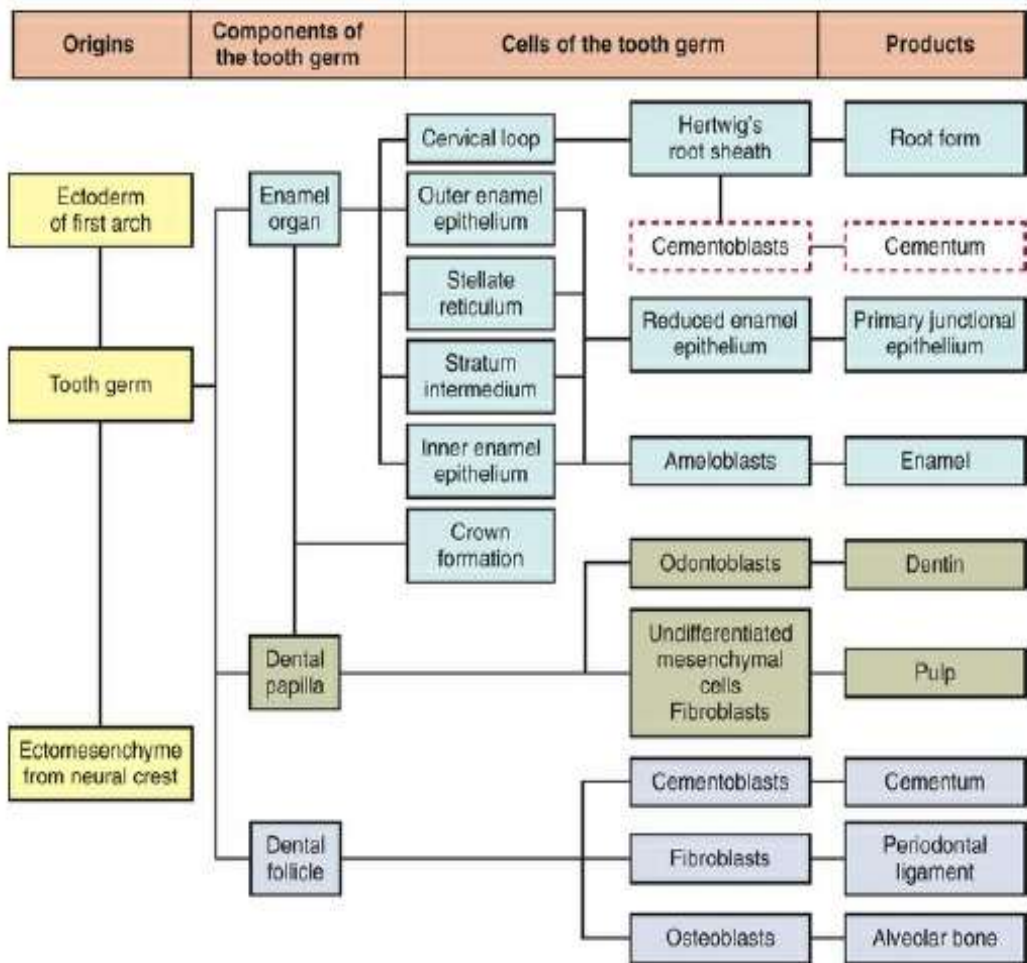 Origins
Components of
the tooth germ
Cells of the tooth germ
Products
Cervical loop
Hertwig's
root sheath
Root form
Ectoderm
of first arch
Enamel
organ
Outer enamel
epithelium
Cementoblasts
Cementum
Stellate
reticulum
Reduced enamel
epithelium
Primary junctional
epithellium
Tooth germ
Stratum
intermedium
Inner enamel
epithelium
Ameloblasts
Enamel
Crown
formation
Odontoblasts
Dentin
Dental
papilla
Undifferentiated
mesenchymal
cells
Fibroblasts
Pulp
Ectomesenchyme
from neural crest
Cementoblasts
Cementum
Dental
follicle
Fibroblasts
Periodontal
ligament
Osteoblasts
Alveolar bone